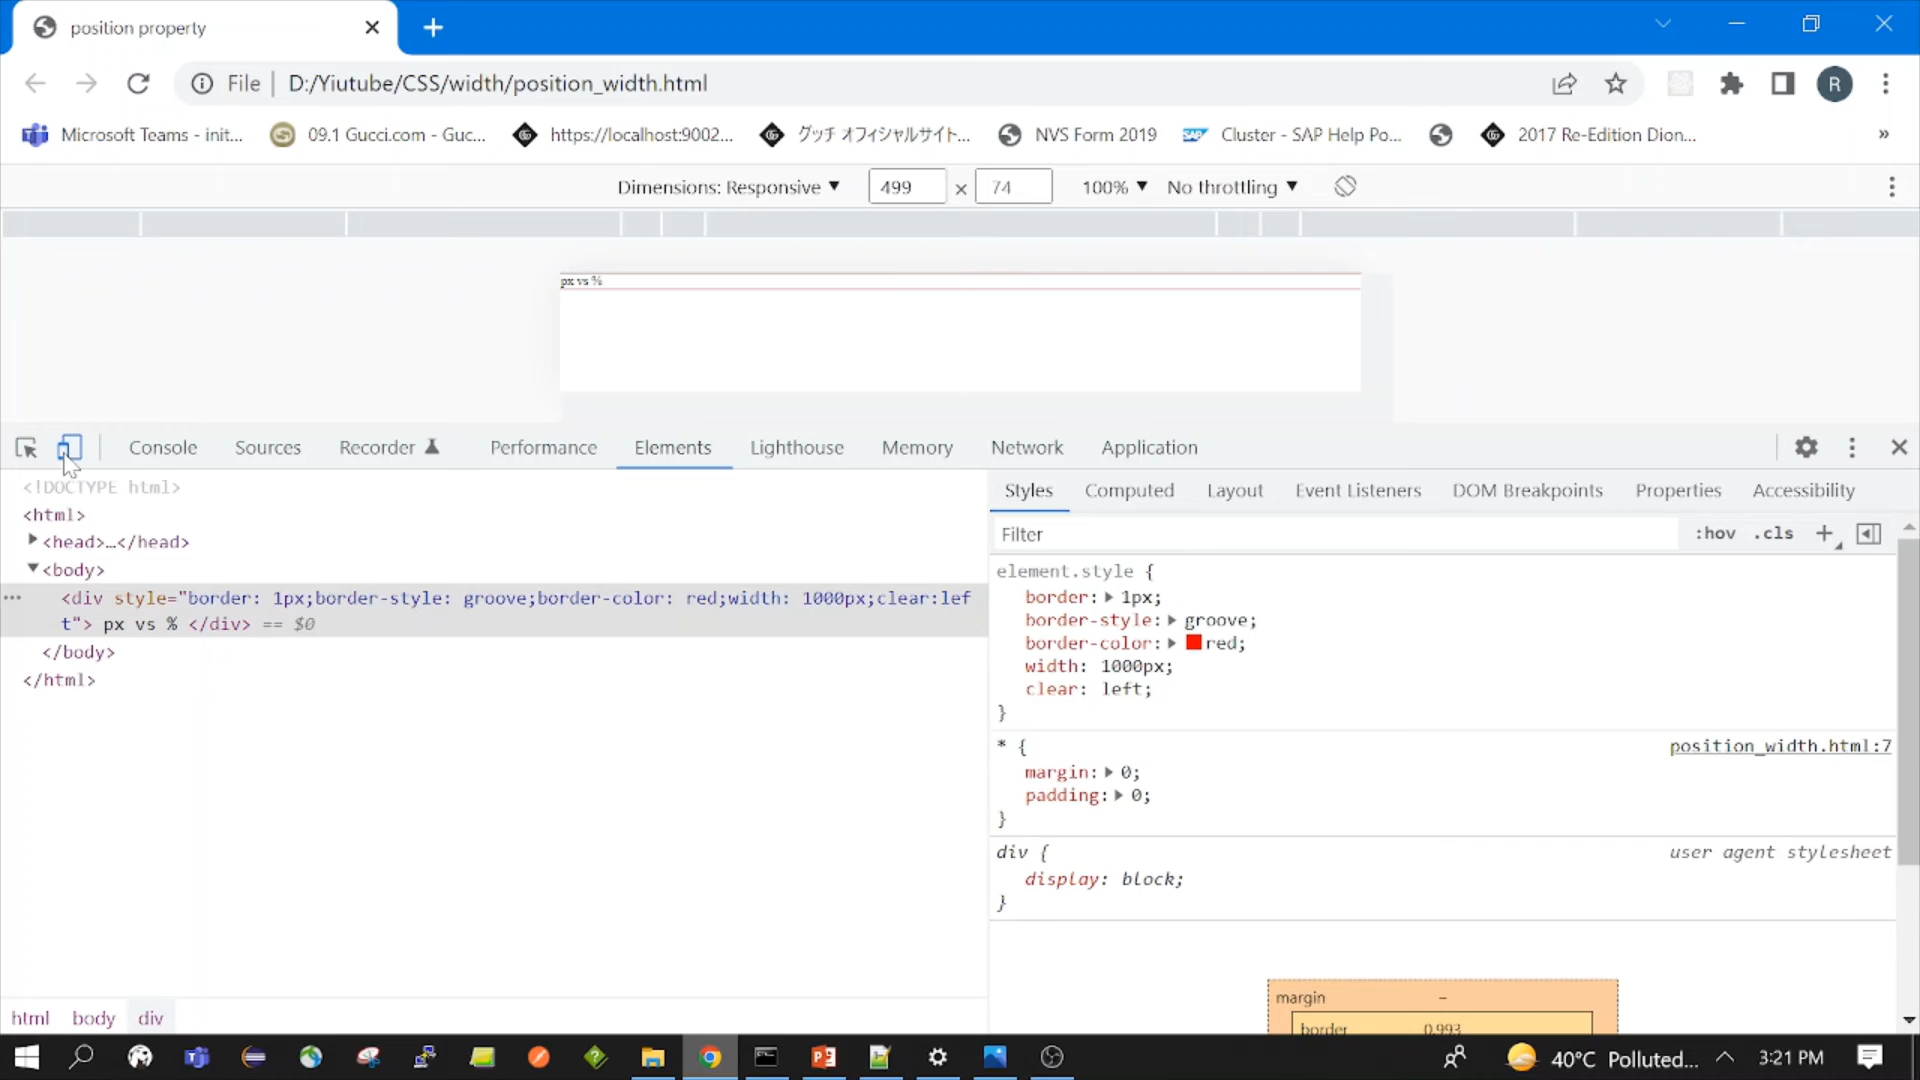 position property
File D:/Yiutube/CSS/width/position_width.html
R
Microsoft Teams - init... 09.1 Gucci.com - Guc... https://localhost:9002... グッチ オフィシャルサイト... NVS Form 2019 SAP Cluster - SAP Help Po... 2017 Re-Edition Dion... »
Dimensions: Responsive ▼ 499 × 74 100% ▼ No throttling ▼
px vs %
Console Sources Recorder Performance Elements Lighthouse Memory Network Application
<!DOCTYPE html>
<html>
<head>…</head>
<body>
<div style="border: 1px;border-style: groove;border-color: red;width: 1000px;clear:lef
t"> px vs % </div> == $0
</body>
</html>
html body div
Styles Computed Layout Event Listeners DOM Breakpoints Properties Accessibility
Filter :hov .cls +
element.style {
border: 1px;
border-style: groove;
border-color: red;
width: 1000px;
clear: left;
}
* { position_width.html:7
margin: 0;
padding: 0;
}
div { user agent stylesheet
display: block;
}
margin –
border 0.993
40°C Polluted... 3:21 PM